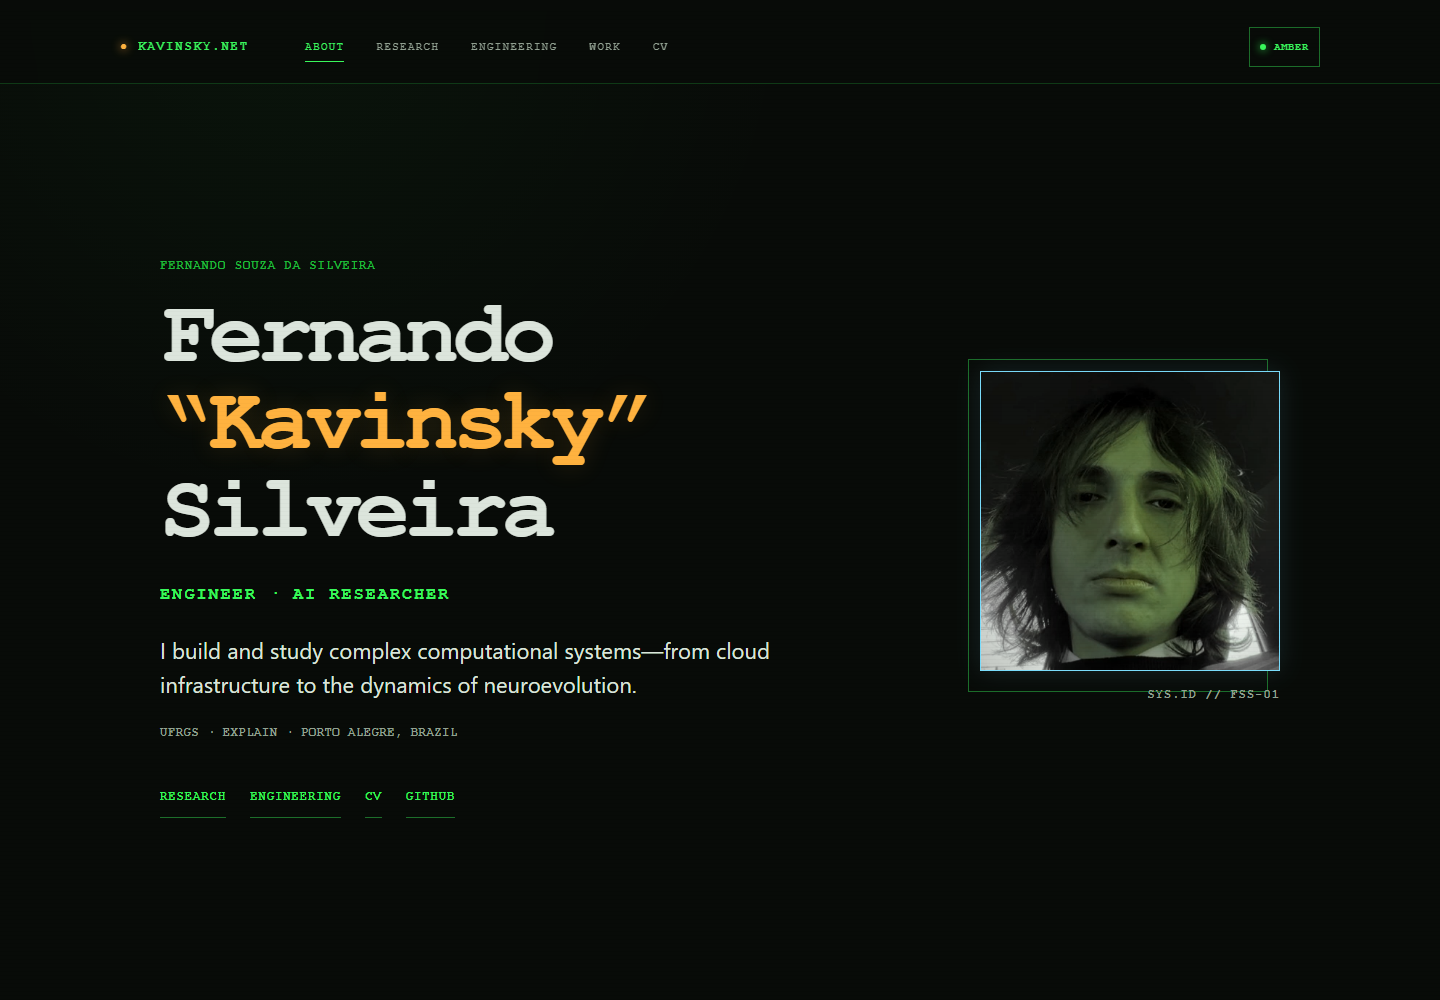 KAVINSKY.NET
ABOUT RESEARCH ENGINEERING WORK CV
AMBER
FERNANDO SOUZA DA SILVEIRA
Fernando
“Kavinsky”
Silveira
ENGINEER · AI RESEARCHER
I build and study complex computational systems—from cloud
infrastructure to the dynamics of neuroevolution.
UFRGS · EXPLAIN · PORTO ALEGRE, BRAZIL
RESEARCH ENGINEERING CV GITHUB
SYS.ID // FSS-01